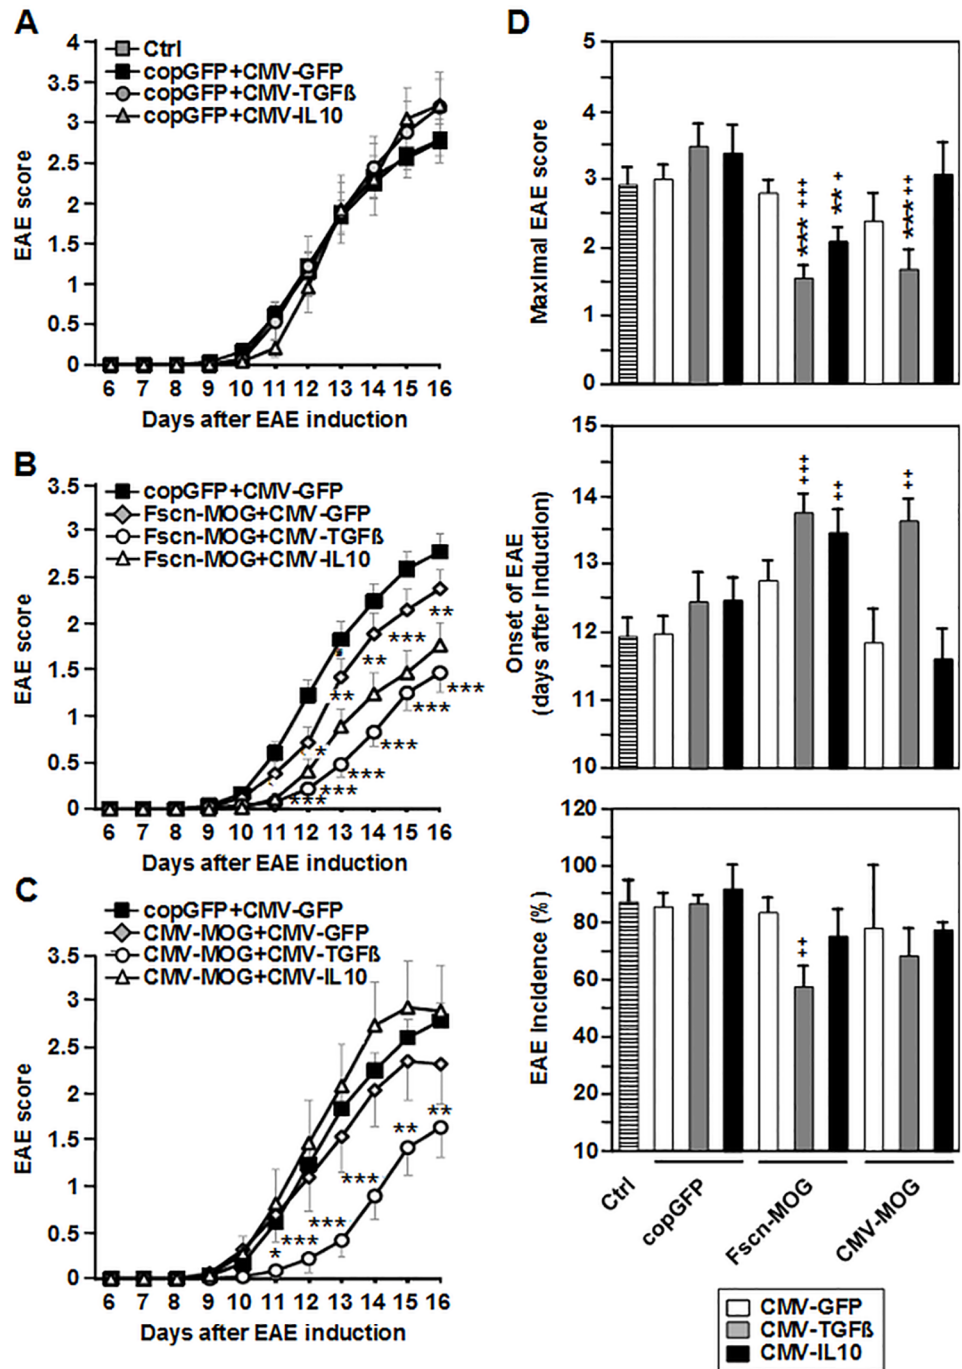 A
EAE score
4
3.5
3
2.5
2
1.5
1
0.5
0
Ctrl
copGFP+CMV-GFP
copGFP+CMV-TGFß
copGFP+CMV-IL10
6 7 8 9 10 11 12 13 14 15 16
Days after EAE induction
B
EAE score
3.5
3
2.5
2
1.5
1
0.5
0
copGFP+CMV-GFP
Fscn-MOG+CMV-GFP
Fscn-MOG+CMV-TGFß
Fscn-MOG+CMV-IL10
**
***
**
**
*
***
***
***
***
***
***
6 7 8 9 10 11 12 13 14 15 16
Days after EAE induction
C
EAE score
3.5
3
2.5
2
1.5
1
0.5
0
copGFP+CMV-GFP
CMV-MOG+CMV-GFP
CMV-MOG+CMV-TGFß
CMV-MOG+CMV-IL10
**
**
***
***
***
*
6 7 8 9 10 11 12 13 14 15 16
Days after EAE induction
D
Maximal EAE score
5
4
3
2
1
0
*** +++
** +
*** ++
Onset of EAE
(days after Induction)
15
14
13
12
11
10
+++
++
++
EAE Incidence (%)
120
100
80
60
40
20
10
++
Ctrl
copGFP
Fscn-MOG
CMV-MOG
CMV-GFP
CMV-TGFß
CMV-IL10